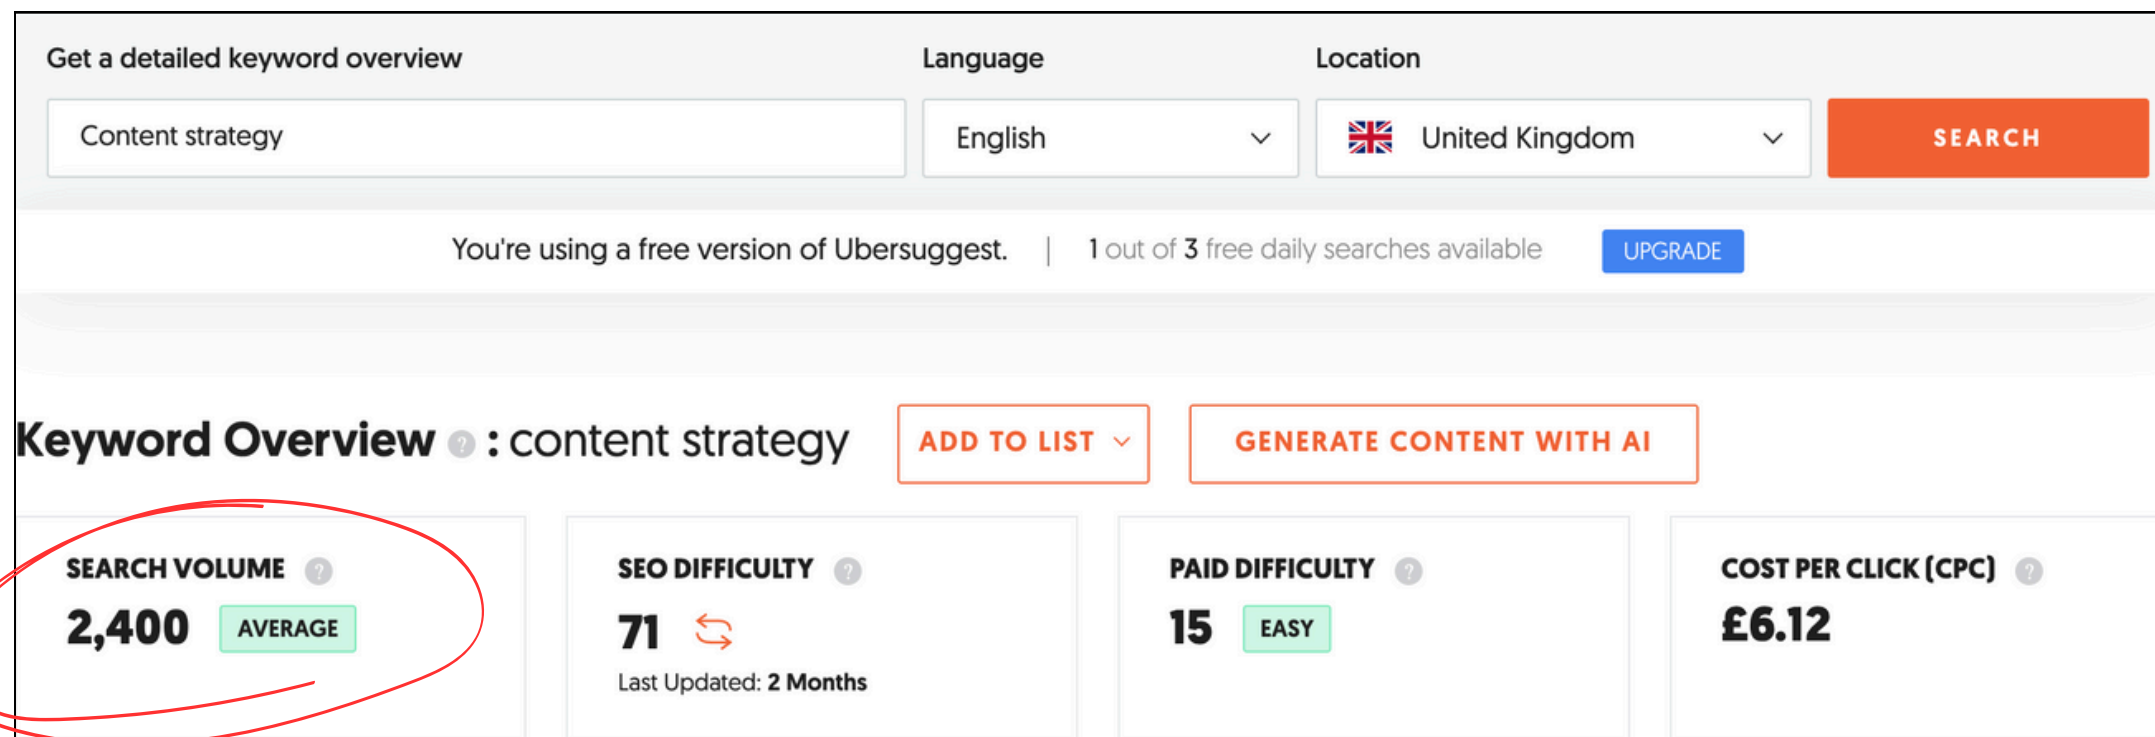 Get a detailed keyword overview
Language
Location
Content strategy
English
United Kingdom
SEARCH
You're using a free version of Ubersuggest. | 1 out of 3 free daily searches available
UPGRADE
Keyword Overview ? : content strategy
ADD TO LIST
GENERATE CONTENT WITH AI
SEARCH VOLUME ?
2,400 AVERAGE
SEO DIFFICULTY ?
71
Last Updated: 2 Months
PAID DIFFICULTY ?
15 EASY
COST PER CLICK (CPC) ?
£6.12